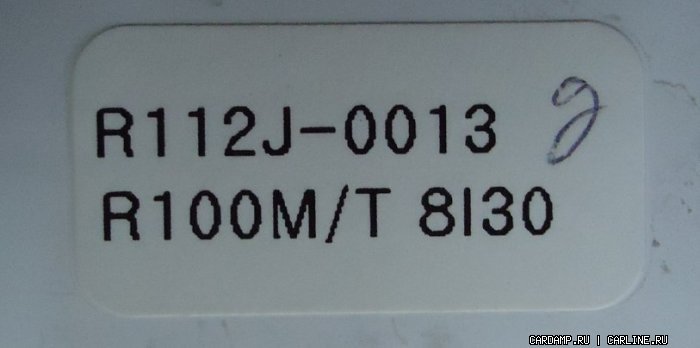 R112J-0013
R100M/T 8I30
CARDAMP.RU | CARLINE.RU